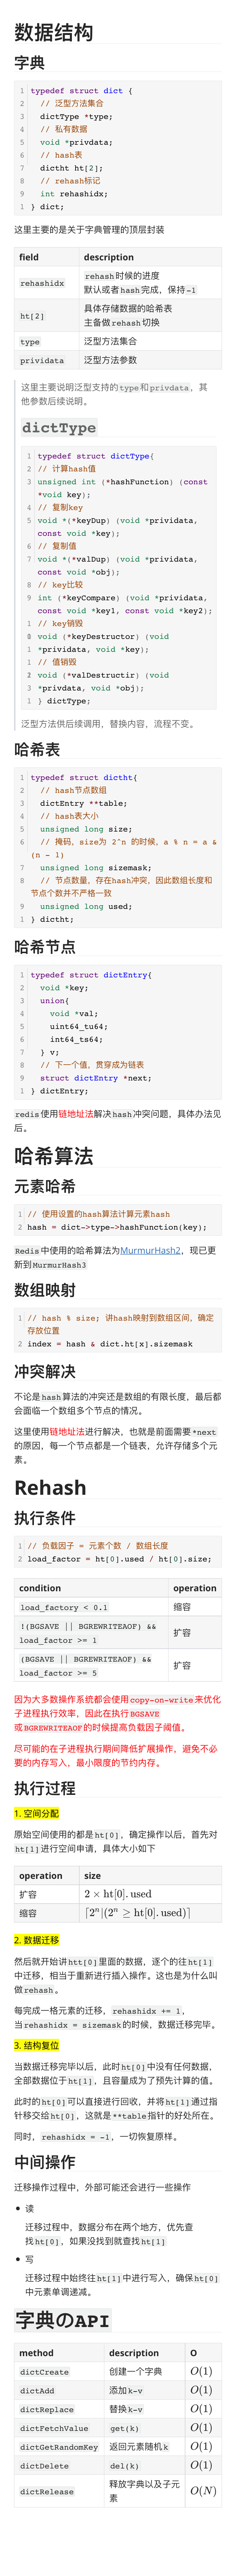 数据结构
字典
1 typedef struct dict {
2 // 泛型方法集合
3 dictType *type;
4 // 私有数据
5 void *privdata;
6 // hash表
7 dictht ht[2];
8 // rehash标记
9 int rehashidx;
1 } dict;
这里主要的是关于字典管理的顶层封装
field description
rehashidx rehash时候的进度
默认或者hash完成，保持-1
ht[2] 具体存储数据的哈希表
主备做rehash切换
type 泛型方法集合
prividata 泛型方法参数
这里主要说明泛型支持的type和privdata，其
他参数后续说明。
dictType
1 typedef struct dictType{
2 // 计算hash值
3 unsigned int (*hashFunction) (const
*void key);
4 // 复制key
5 void *(*keyDup) (void *prividata,
const void *key);
6 // 复制值
7 void *(*valDup) (void *prividata,
const void *obj);
8 // key比较
9 int (*keyCompare) (void *prividata,
const void *key1, const void *key2);
1 // key销毁
0 void (*keyDestructor) (void
1 *prividata, void *key);
1 // 值销毁
2 void (*valDestructir) (void
3 *privdata, void *obj);
1 } dictType;
泛型方法供后续调用，替换内容，流程不变。
哈希表
1 typedef struct dictht{
2 // hash节点数组
3 dictEntry **table;
4 // hash表大小
5 unsigned long size;
6 // 掩码，size为 2^n 的时候，a % n = a &
(n - 1)
7 unsigned long sizemask;
8 // 节点数量，存在hash冲突，因此数组长度和
节点个数并不严格一致
9 unsigned long used;
1 } dictht;
哈希节点
1 typedef struct dictEntry{
2 void *key;
3 union{
4 void *val;
5 uint64_tu64;
6 int64_ts64;
7 } v;
8 // 下一个值，贯穿成为链表
9 struct dictEntry *next;
1 } dictEntry;
redis使用链地址法解决hash冲突问题，具体办法见
后。
哈希算法
元素哈希
1 // 使用设置的hash算法计算元素hash
2 hash = dict->type->hashFunction(key);
Redis中使用的哈希算法为MurmurHash2，现已更
新到MurmurHash3
数组映射
1 // hash % size; 讲hash映射到数组区间，确定
存放位置
2 index = hash & dict.ht[x].sizemask
冲突解决
不论是hash算法的冲突还是数组的有限长度，最后都
会面临一个数组多个节点的情况。
这里使用链地址法进行解决，也就是前面需要*next
的原因，每一个节点都是一个链表，允许存储多个元
素。
Rehash
执行条件
1 // 负载因子 = 元素个数 / 数组长度
2 load_factor = ht[0].used / ht[0].size;
condition operation
load_factory < 0.1 缩容
!(BGSAVE || BGREWRITEAOF) &&
load_factor >= 1 扩容
(BGSAVE || BGREWRITEAOF) &&
load_factor >= 5 扩容
因为大多数操作系统都会使用copy-on-write来优化
子进程执行效率，因此在执行BGSAVE
或BGREWRITEAOF的时候提高负载因子阈值。
尽可能的在子进程执行期间降低扩展操作，避免不必
要的内存写入，最小限度的节约内存。
执行过程
1. 空间分配
原始空间使用的都是ht[0]，确定操作以后，首先对
ht[1]进行空间申请，具体大小如下
operation size
扩容 2 × ht[0].used
缩容 ⌈2ⁿ|(2ⁿ ≥ ht[0].used)⌉
2. 数据迁移
然后就开始讲htt[0]里面的数据，逐个的往ht[1]
中迁移，相当于重新进行插入操作。这也是为什么叫
做rehash。
每完成一格元素的迁移，rehashidx += 1，
当rehashidx = sizemask的时候，数据迁移完毕。
3. 结构复位
当数据迁移完毕以后，此时ht[0]中没有任何数据，
全部数据位于ht[1]，且容量成为了预先计算的值。
此时的ht[0]可以直接进行回收，并将ht[1]通过指
针移交给ht[0]，这就是**table指针的好处所在。
同时，rehashidx = -1，一切恢复原样。
中间操作
迁移操作过程中，外部可能还会进行一些操作
• 读
迁移过程中，数据分布在两个地方，优先查
找ht[0]，如果没找到就查找ht[1]
• 写
迁移过程中始终往ht[1]中进行写入，确保ht[0]
中元素单调递减。
字典のAPI
method description O
dictCreate 创建一个字典 O(1)
dictAdd 添加k-v O(1)
dictReplace 替换k-v O(1)
dictFetchValue get(k) O(1)
dictGetRandomKey 返回元素随机k O(1)
dictDelete del(k) O(1)
dictRelease 释放字典以及子元
素 O(N)